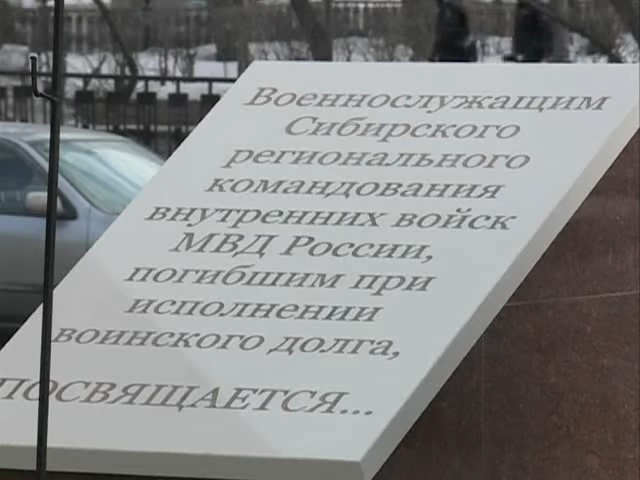 Военнослужащим
Сибирского
регионального
командования
внутренних войск
МВД России,
погибшим при
исполнении
воинского долга,
ПОСВЯЩАЕТСЯ...